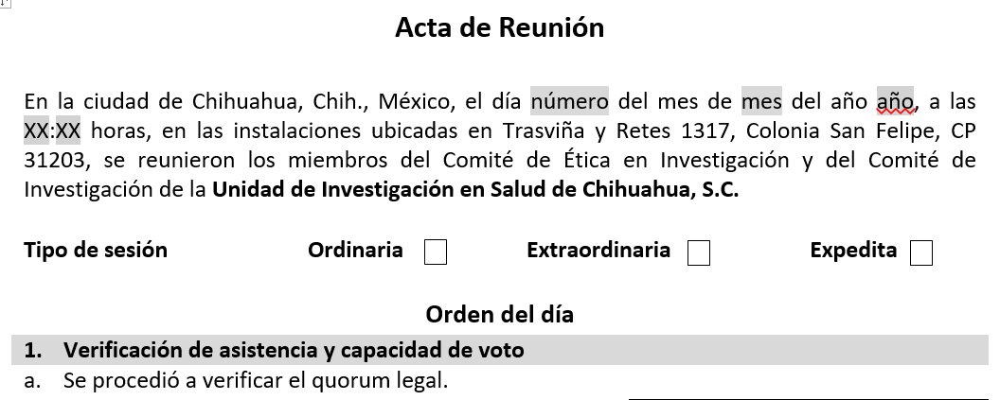 Acta de Reunión
En la ciudad de Chihuahua, Chih., México, el día número del mes de mes del año año, a las
XX:XX horas, en las instalaciones ubicadas en Trasviña y Retes 1317, Colonia San Felipe, CP
31203, se reunieron los miembros del Comité de Ética en Investigación y del Comité de
Investigación de la Unidad de Investigación en Salud de Chihuahua, S.C.
Tipo de sesión Ordinaria Extraordinaria Expedita
Orden del día
1. Verificación de asistencia y capacidad de voto
a. Se procedió a verificar el quorum legal.